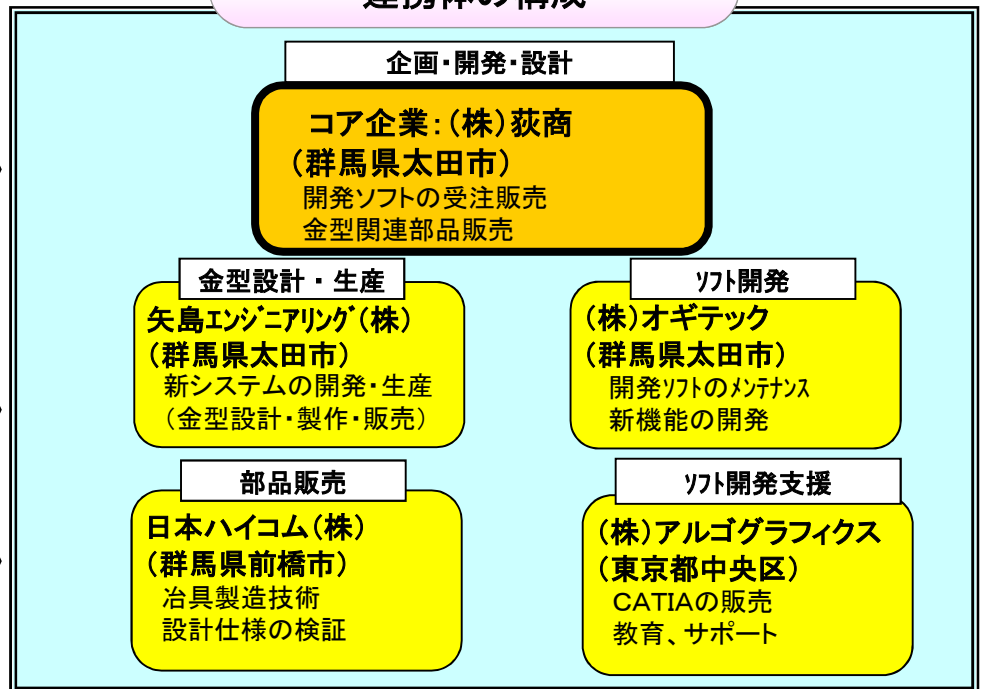 連携体の構成
企画・開発・設計
コア企業：（株）荻商
（群馬県太田市）
開発ソフトの受注販売
金型関連部品販売
金型設計・生産
矢島ｴﾝｼﾞﾆｱﾘﾝｸﾞ（株）
（群馬県太田市）
新システムの開発・生産
（金型設計・製作・販売）
ｿﾌﾄ開発
（株）オギテック
（群馬県太田市）
開発ｿﾌﾄのﾒﾝﾃﾅﾝｽ
新機能の開発
部品販売
日本ハイコム（株）
（群馬県前橋市）
冶具製造技術
設計仕様の検証
ｿﾌﾄ開発支援
（株）アルゴグラフィクス
（東京都中央区）
CATIAの販売
教育、サポート